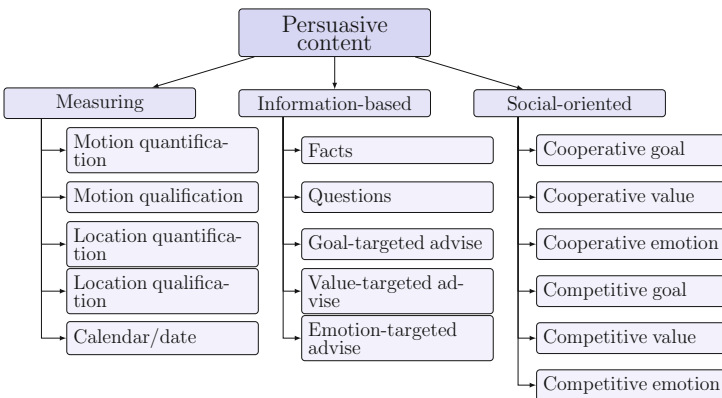 Persuasive
content
Measuring
Motion quantifica-
tion
Motion qualification
Location quantifica-
tion
Location qualifica-
tion
Calendar/date
Information-based
Facts
Questions
Goal-targeted advise
Value-targeted ad-
vise
Emotion-targeted
advise
Social-oriented
Cooperative goal
Cooperative value
Cooperative emotion
Competitive goal
Competitive value
Competitive emotion